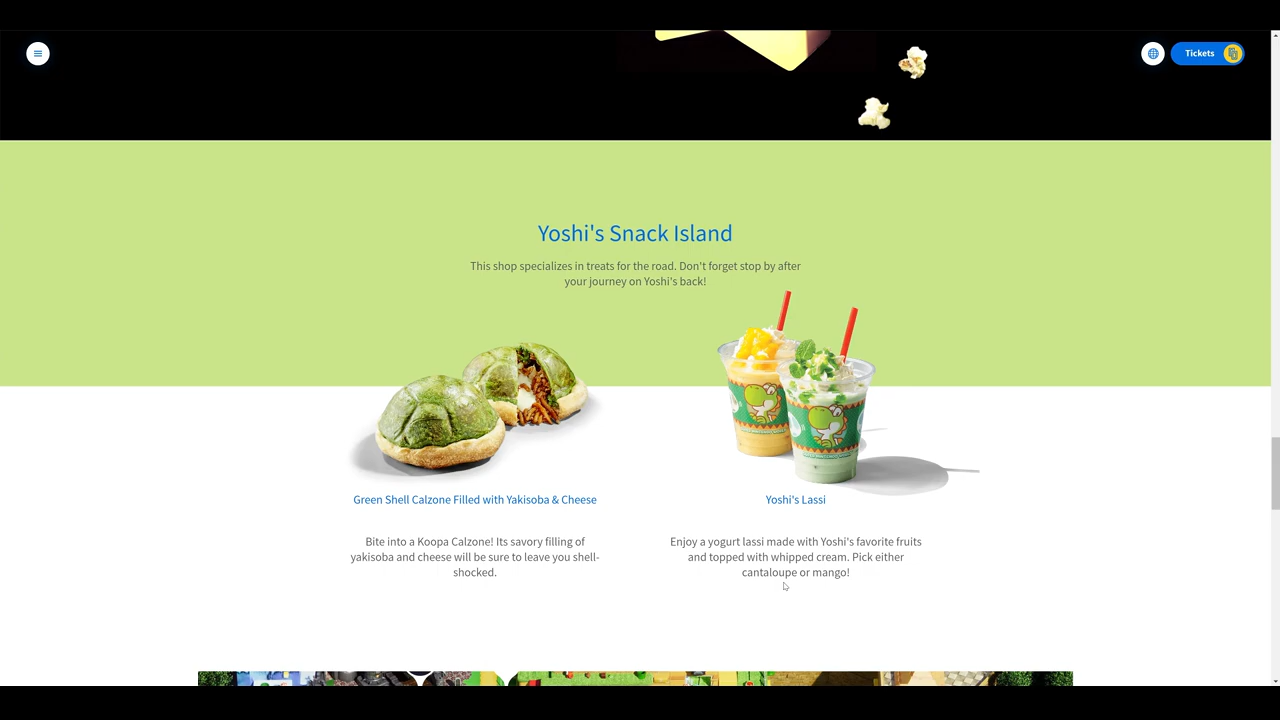 Tickets
Yoshi's Snack Island
This shop specializes in treats for the road. Don't forget stop by after
your journey on Yoshi's back!
Green Shell Calzone Filled with Yakisoba & Cheese
Yoshi's Lassi
Bite into a Koopa Calzone! Its savory filling of
yakisoba and cheese will be sure to leave you shell-
shocked.
Enjoy a yogurt lassi made with Yoshi's favorite fruits
and topped with whipped cream. Pick either
cantaloupe or mango!